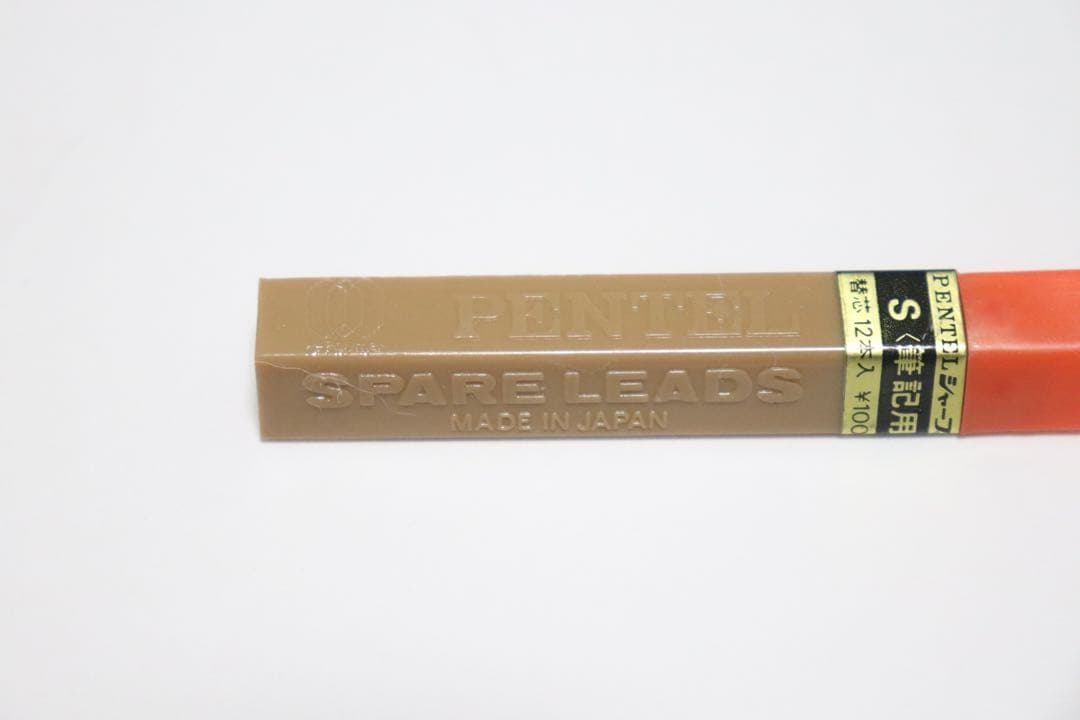 PENTEL
SPARE LEADS
MADE IN JAPAN
PENTELシャープ
S〈筆記用
替芯 12本入 ¥100